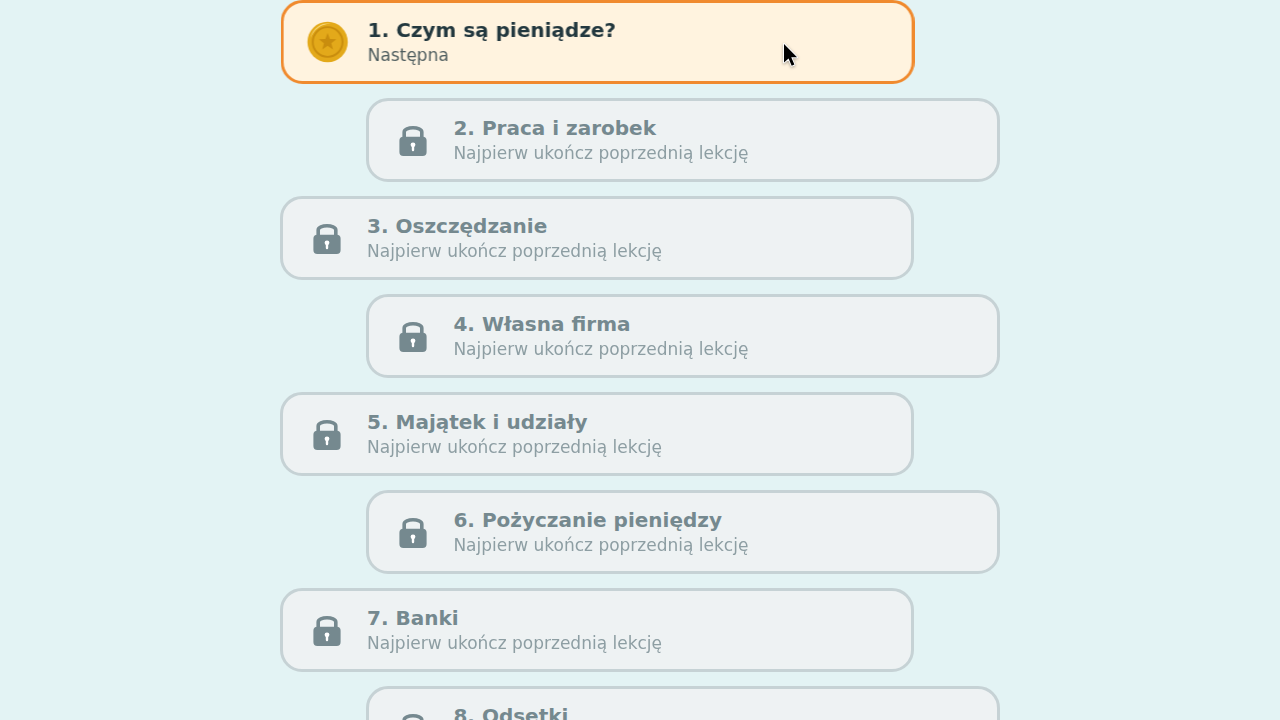 1. Czym są pieniądze?
Następna
2. Praca i zarobek
Najpierw ukończ poprzednią lekcję
3. Oszczędzanie
Najpierw ukończ poprzednią lekcję
4. Własna firma
Najpierw ukończ poprzednią lekcję
5. Majątek i udziały
Najpierw ukończ poprzednią lekcję
6. Pożyczanie pieniędzy
Najpierw ukończ poprzednią lekcję
7. Banki
Najpierw ukończ poprzednią lekcję
8. Odsetki